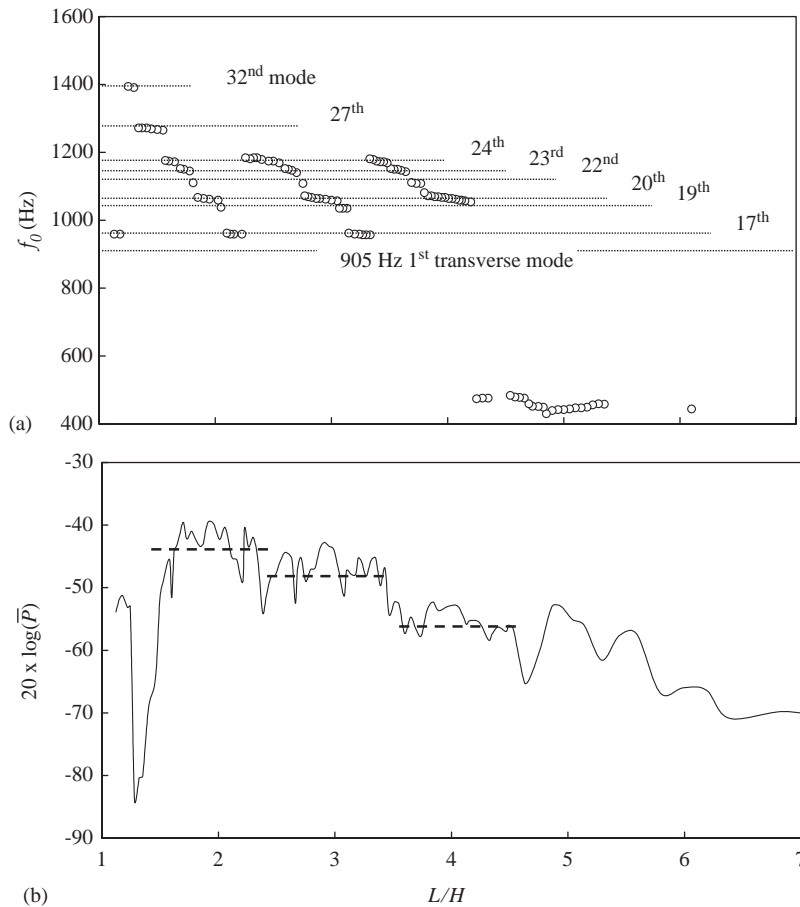 1600
1400
1200
1000
800
600
400
f₀ (Hz)
32nd mode
27th
24th
23rd
22nd
20th
19th
17th
905 Hz 1st transverse mode
(a)
-30
-40
-50
-60
-70
-80
-90
20 x log(P̅)
1 2 3 4 5 6 7
(b)
L/H